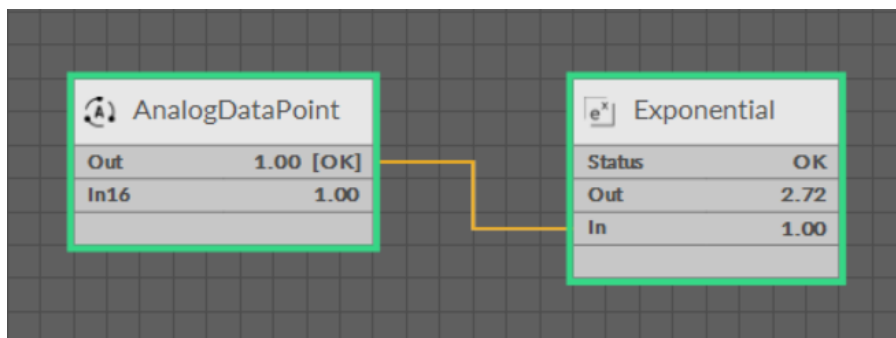 AnalogDataPoint
Out 1.00 [OK]
In16 1.00
e^x Exponential
Status OK
Out 2.72
In 1.00